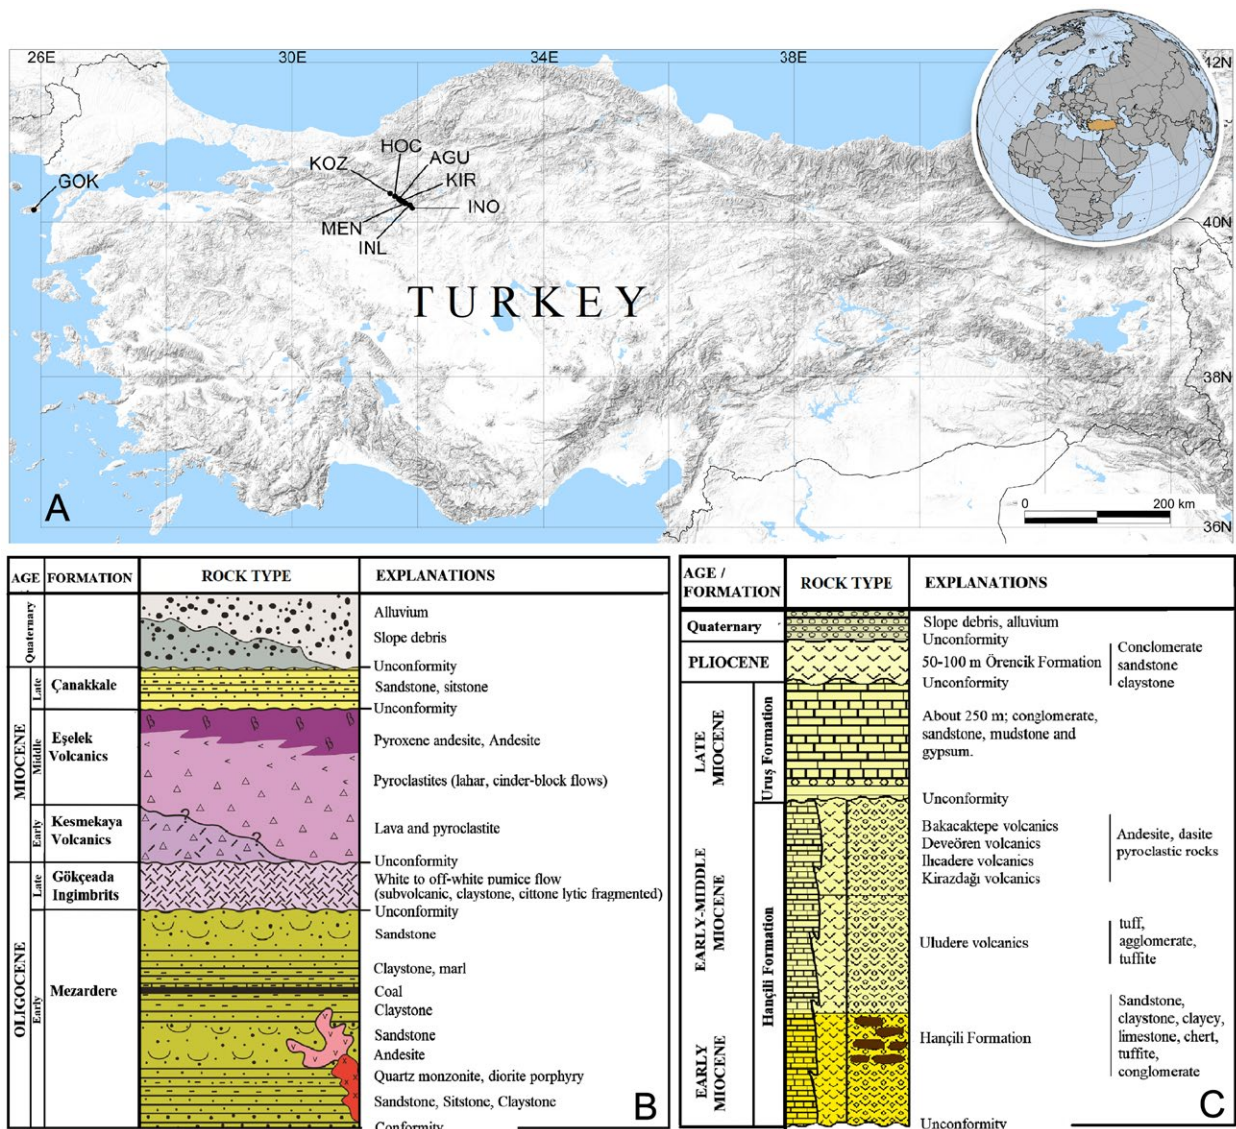 26E 30E 34E 38E 42N
HOC
KOZ
AGU
GOK
KIR
MEN
INO
INL
40N
TURKEY
38N
0 200 km
36N
A
AGE FORMATION ROCK TYPE EXPLANATIONS
Quaternary
Alluvium
Slope debris
Unconformity
MIOCENE
Late
Çanakkale
Sandstone, sitstone
Unconformity
Middle
Eşelek
Volcanics
Pyroxene andesite, Andesite
Pyroclastites (lahar, cinder-block flows)
Early
Kesmekaya
Volcanics
Lava and pyroclastite
Unconformity
OLIGOCENE
Late
Gökçeada
Ingimbrits
White to off-white pumice flow
(subvolcanic, claystone, cittone lytic fragmented)
Unconformity
Early
Mezardere
Sandstone
Claystone, marl
Coal
Claystone
Sandstone
Andesite
Quartz monzonite, diorite porphyry
Sandstone, Sitstone, Claystone
Conformity
B
AGE /
FORMATION
ROCK TYPE EXPLANATIONS
Quaternary
Slope debris, alluvium
Unconformity
PLIOCENE
50-100 m Örencik Formation
Conclomerate
sandstone
claystone
Unconformity
LATE
MIOCENE
Uruş Formation
About 250 m; conglomerate,
sandstone, mudstone and
gypsum.
Unconformity
EARLY-MIDDLE
MIOCENE
Hançili Formation
Bakacaktepe volcanics
Deveören volcanics
Ilıcadere volcanics
Kirazdağı volcanics
Andesite, dasite
pyroclastic rocks
Uludere volcanics
tuff,
agglomerate,
tuffite
EARLY
MIOCENE
Hançili Formation
Sandstone,
claystone, clayey,
limestone, chert,
tuffite,
conglomerate
Unconformity
C